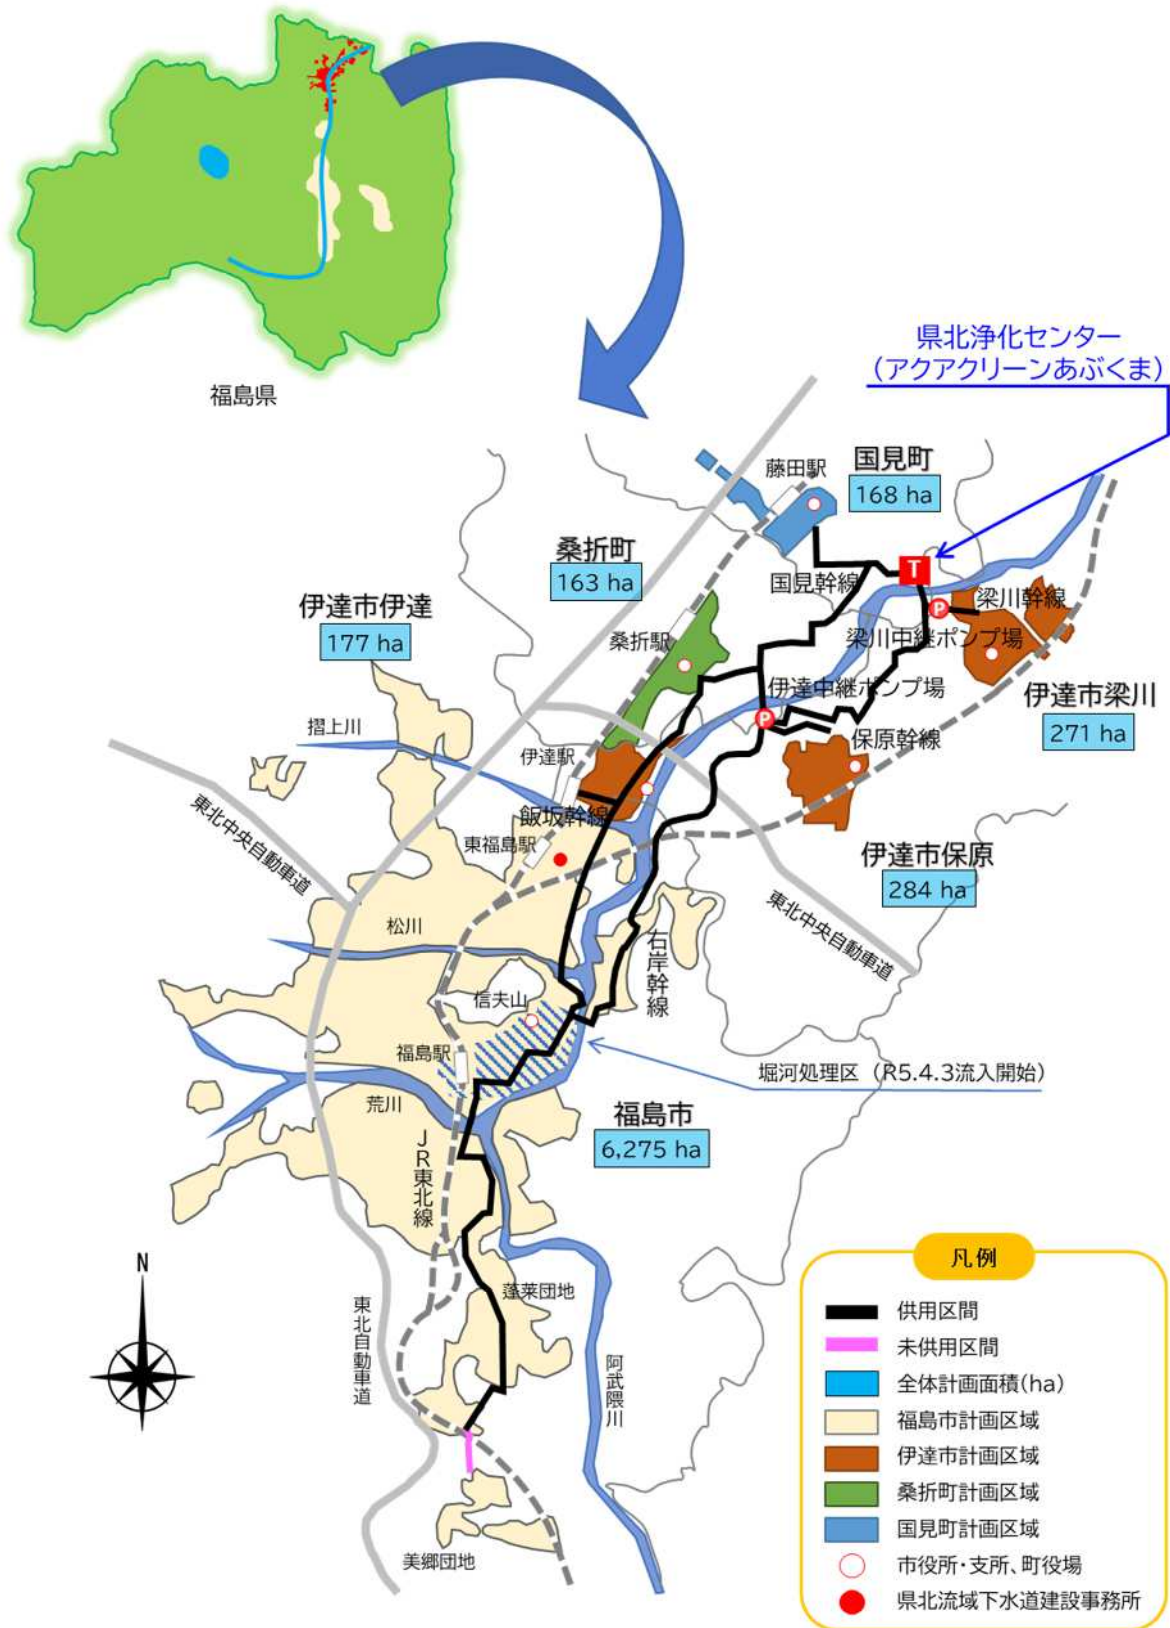 福島県
県北浄化センター
（アクアクリーンあぶくま）
藤田駅
国見町
168 ha
桑折町
163 ha
国見幹線
T
P
梁川幹線
伊達市伊達
177 ha
桑折駅
梁川中継ポンプ場
伊達中継ポンプ場
P
伊達市梁川
271 ha
摺上川
伊達駅
保原幹線
飯坂幹線
東北中央自動車道
東福島駅
伊達市保原
284 ha
東北中央自動車道
松川
右岸幹線
信夫山
福島駅
堀河処理区（R5.4.3流入開始）
荒川
福島市
6,275 ha
JR東北線
N
蓬莱団地
東北自動車道
阿武隈川
美郷団地
凡例
供用区間
未供用区間
全体計画面積(ha)
福島市計画区域
伊達市計画区域
桑折町計画区域
国見町計画区域
市役所・支所、町役場
県北流域下水道建設事務所